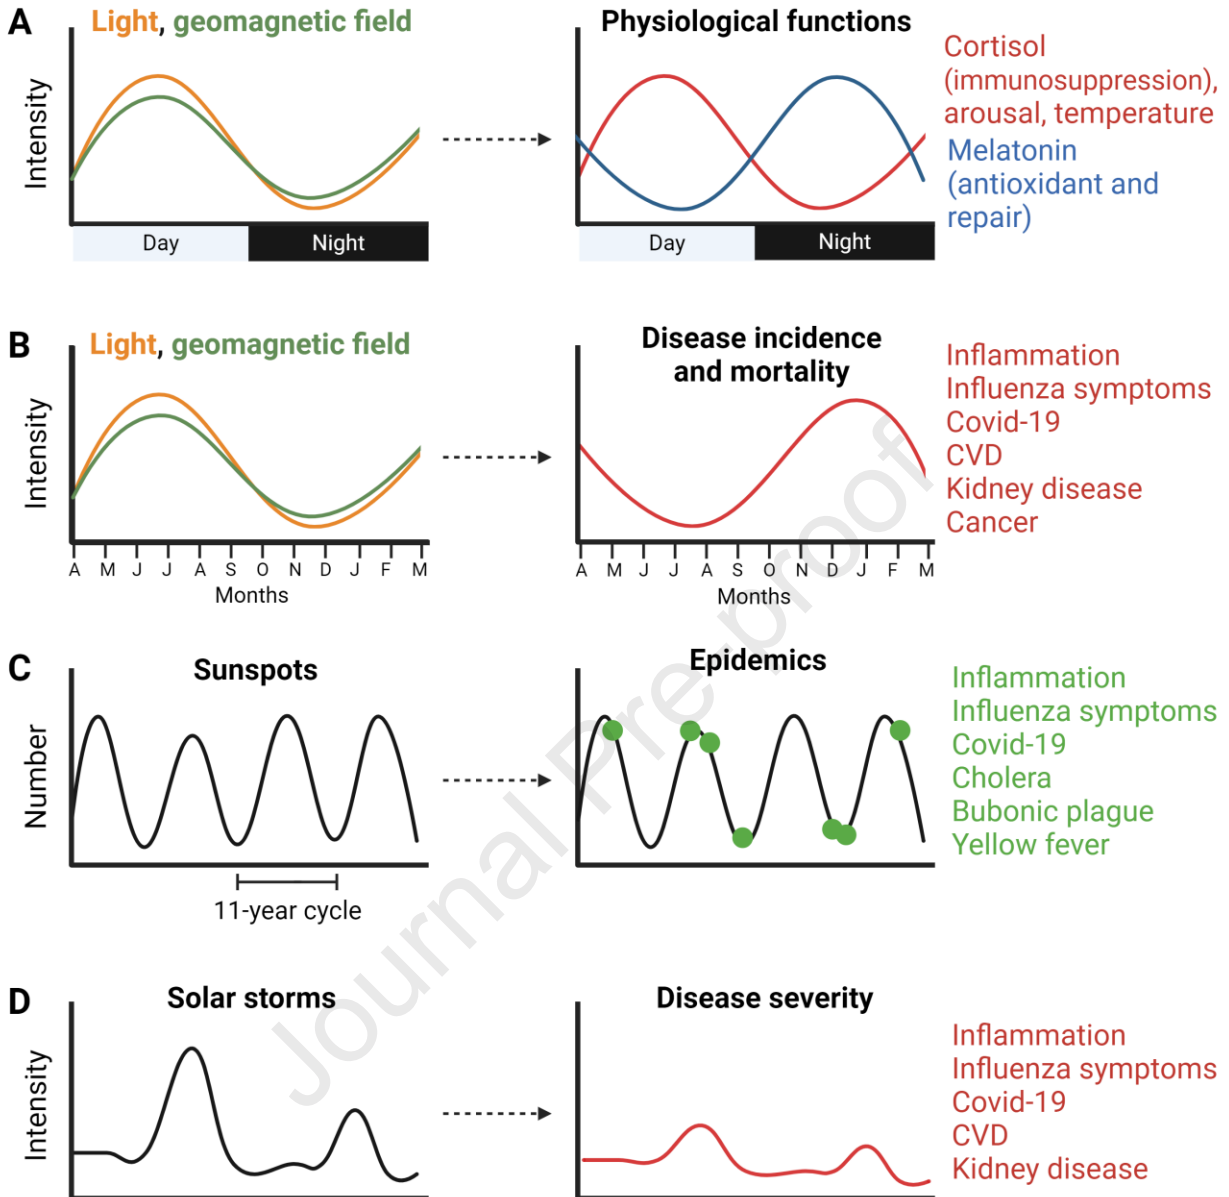 A
Light, geomagnetic field
Intensity
Day
Night
Physiological functions
Day
Night
Cortisol
(immunosuppression),
arousal, temperature
Melatonin
(antioxidant and
repair)
B
Light, geomagnetic field
Intensity
A M J J A S O N D J F M
Months
Disease incidence
and mortality
A M J J A S O N D J F M
Months
Inflammation
Influenza symptoms
Covid-19
CVD
Kidney disease
Cancer
C
Sunspots
Number
11-year cycle
Epidemics
Inflammation
Influenza symptoms
Covid-19
Cholera
Bubonic plague
Yellow fever
D
Solar storms
Intensity
Disease severity
Inflammation
Influenza symptoms
Covid-19
CVD
Kidney disease
Journal Pre-proof